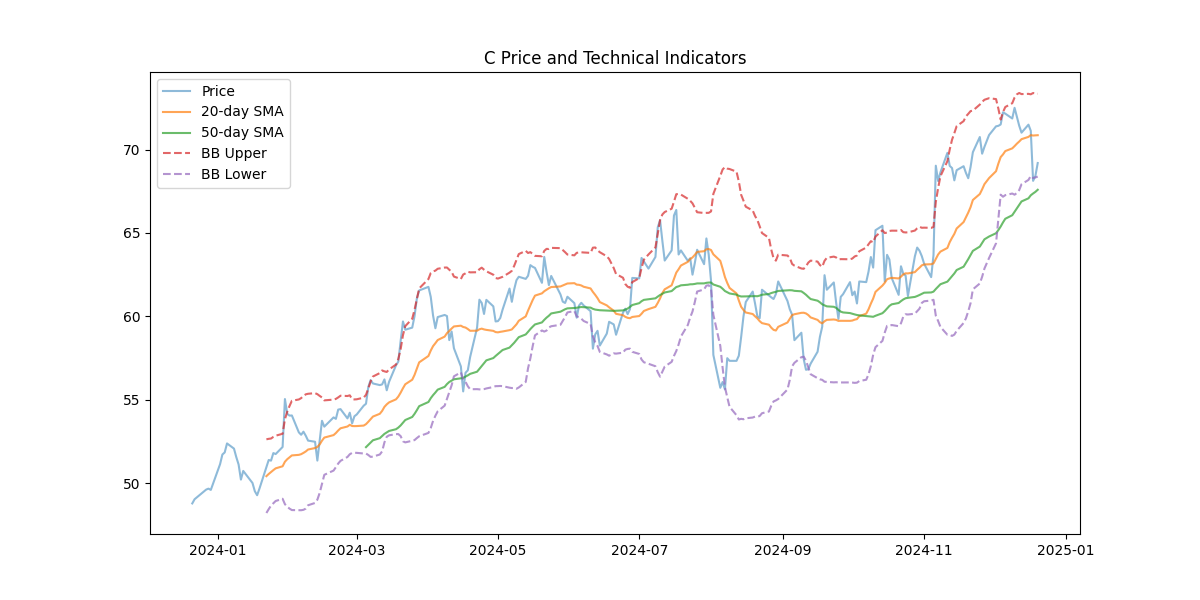 C Price and Technical Indicators
Price
20-day SMA
50-day SMA
BB Upper
BB Lower
70
65
60
55
50
2024-01
2024-03
2024-05
2024-07
2024-09
2024-11
2025-01